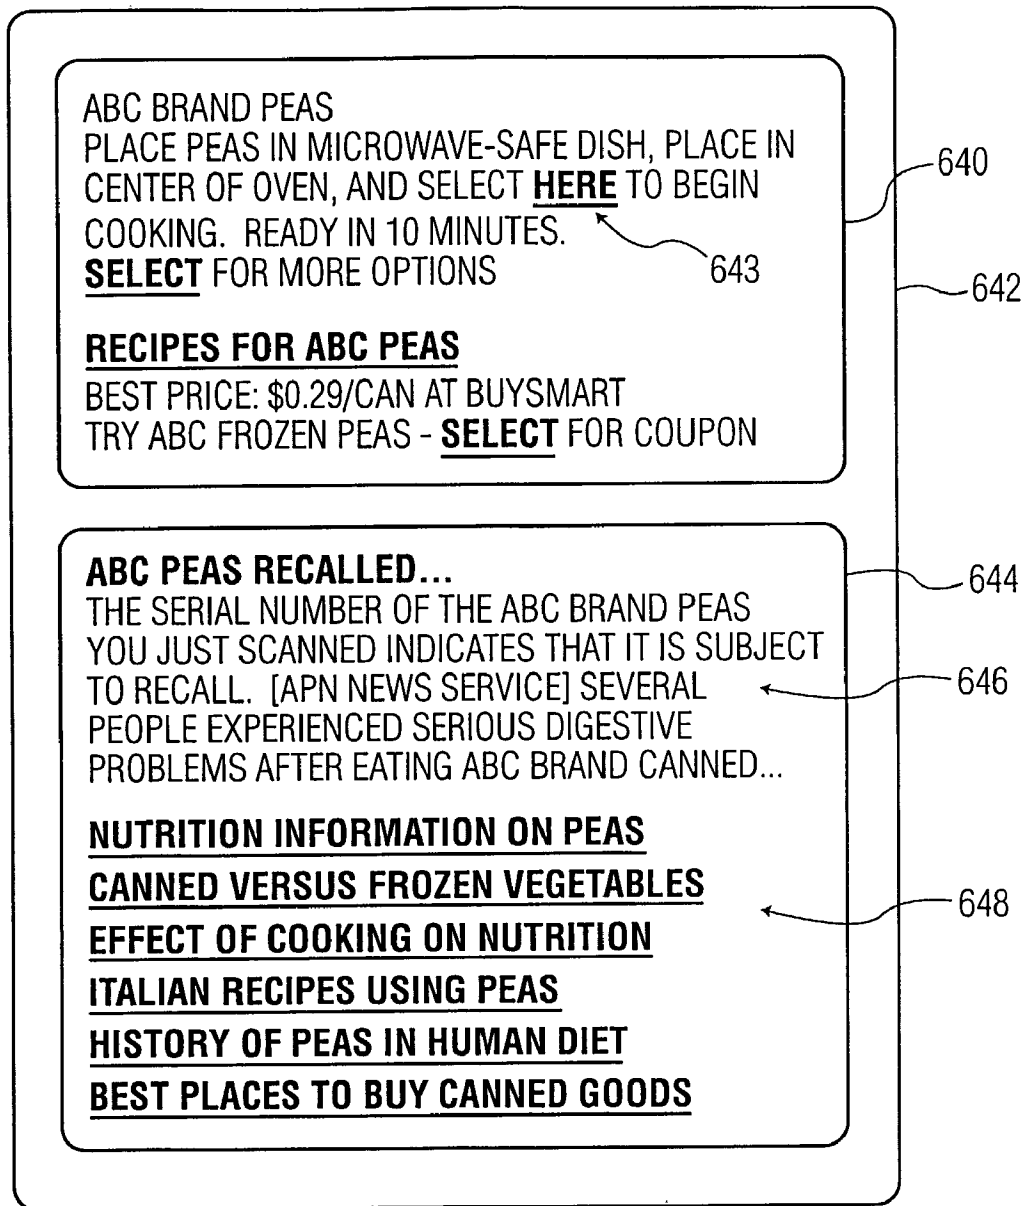 ABC BRAND PEAS
PLACE PEAS IN MICROWAVE-SAFE DISH, PLACE IN
CENTER OF OVEN, AND SELECT HERE TO BEGIN
COOKING. READY IN 10 MINUTES.
SELECT FOR MORE OPTIONS
RECIPES FOR ABC PEAS
BEST PRICE: $0.29/CAN AT BUYSMART
TRY ABC FROZEN PEAS - SELECT FOR COUPON
640
643
642
ABC PEAS RECALLED...
THE SERIAL NUMBER OF THE ABC BRAND PEAS
YOU JUST SCANNED INDICATES THAT IT IS SUBJECT
TO RECALL. [APN NEWS SERVICE] SEVERAL
PEOPLE EXPERIENCED SERIOUS DIGESTIVE
PROBLEMS AFTER EATING ABC BRAND CANNED...
644
646
NUTRITION INFORMATION ON PEAS
CANNED VERSUS FROZEN VEGETABLES
EFFECT OF COOKING ON NUTRITION
ITALIAN RECIPES USING PEAS
HISTORY OF PEAS IN HUMAN DIET
BEST PLACES TO BUY CANNED GOODS
648